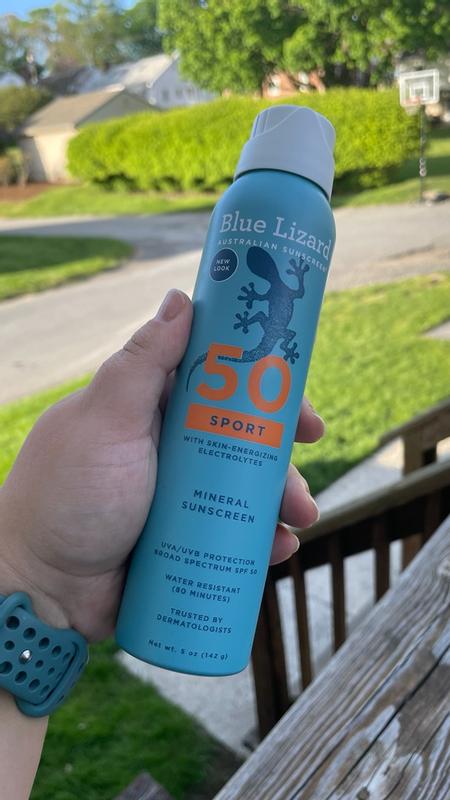 Blue Lizard
AUSTRALIAN SUNSCREEN
NEW
LOOK
50
SPORT
WITH SKIN-ENERGIZING
ELECTROLYTES
MINERAL
SUNSCREEN
UVA/UVB PROTECTION
BROAD SPECTRUM SPF 50
WATER RESISTANT
(80 MINUTES)
TRUSTED BY
DERMATOLOGISTS
Net wt. 5 oz (142 g)